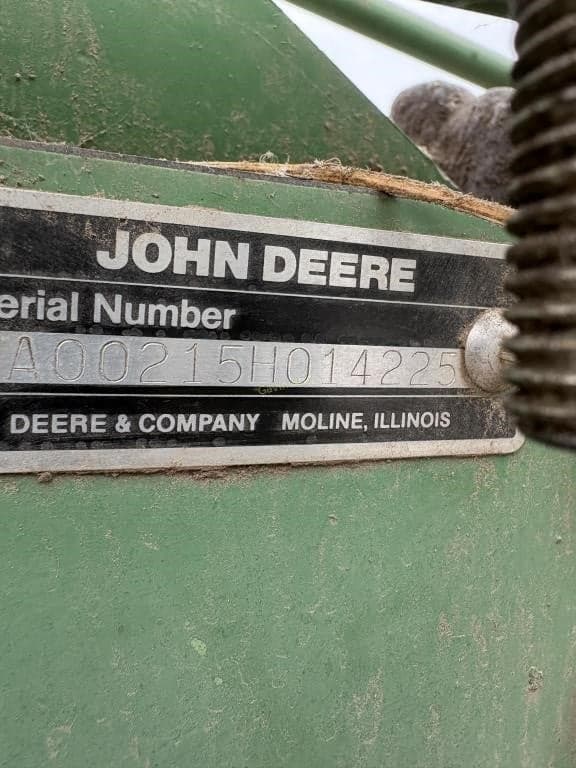 JOHN DEERE
erial Number
A00215H014225
DEERE & COMPANY MOLINE, ILLINOIS